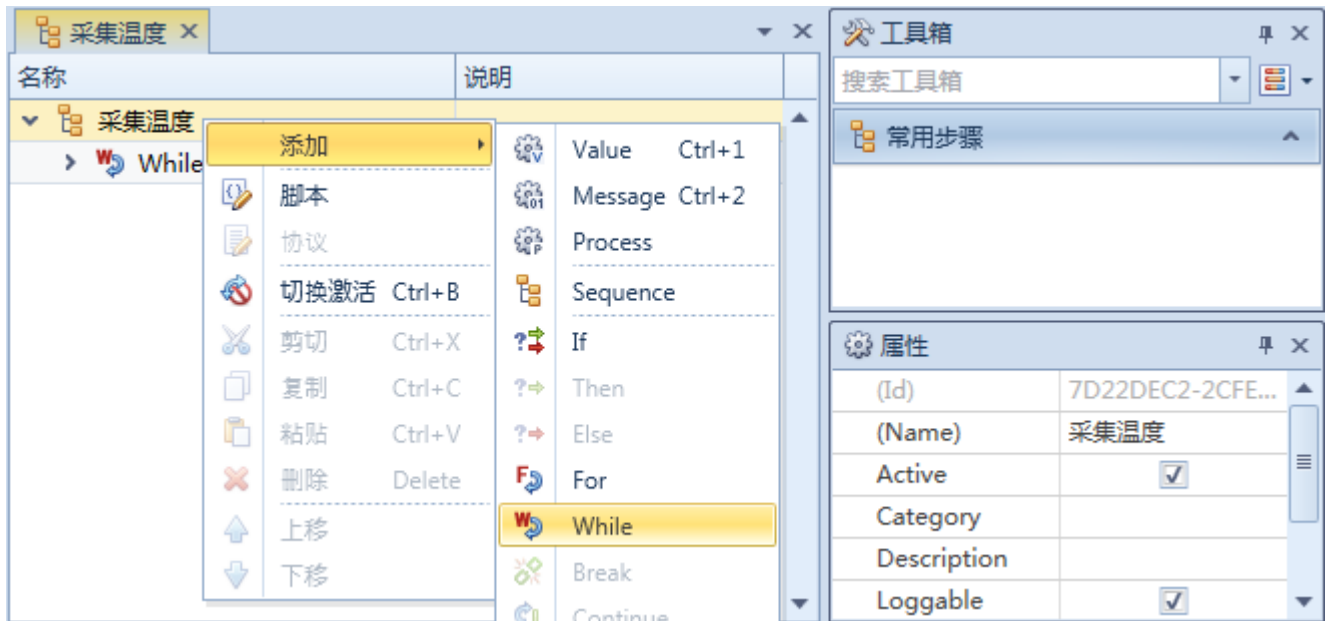 采集温度
名称 说明
采集温度
While
添加
脚本
协议
切换激活 Ctrl+B
剪切 Ctrl+X
复制 Ctrl+C
粘贴 Ctrl+V
删除 Delete
上移
下移
Value Ctrl+1
Message Ctrl+2
Process
Sequence
If
Then
Else
For
While
Break
Continue
工具箱
搜索工具箱
常用步骤
属性
(Id) 7D22DEC2-2CFE...
(Name) 采集温度
Active
Category
Description
Loggable